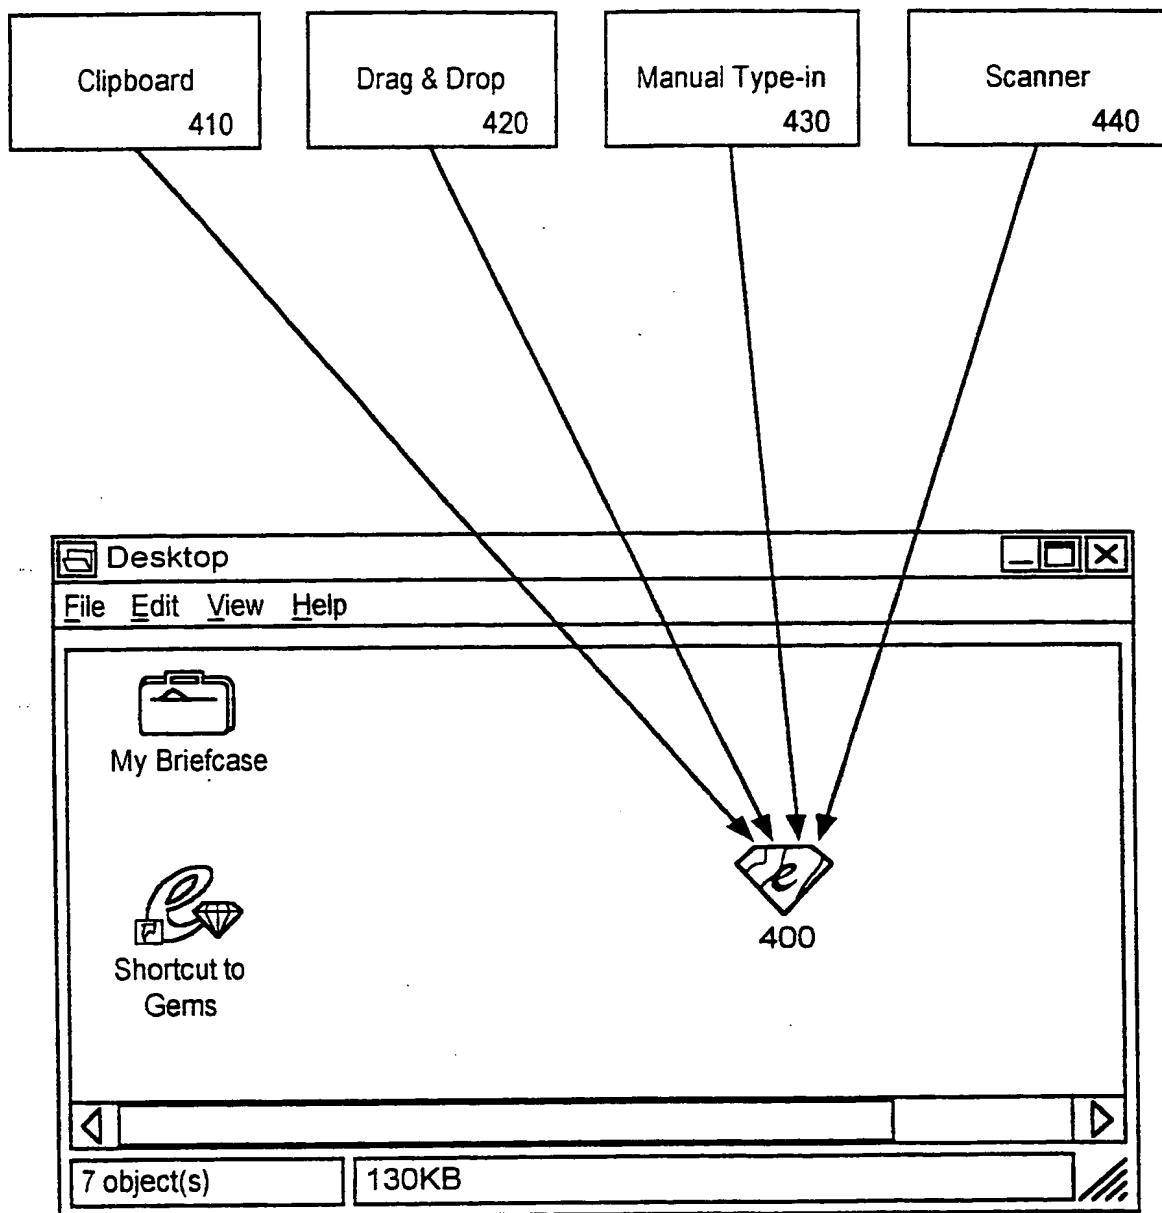 Clipboard
410
Drag & Drop
420
Manual Type-in
430
Scanner
440
Desktop
File Edit View Help
My Briefcase
e
Shortcut to
Gems
e
400
7 object(s)
130KB